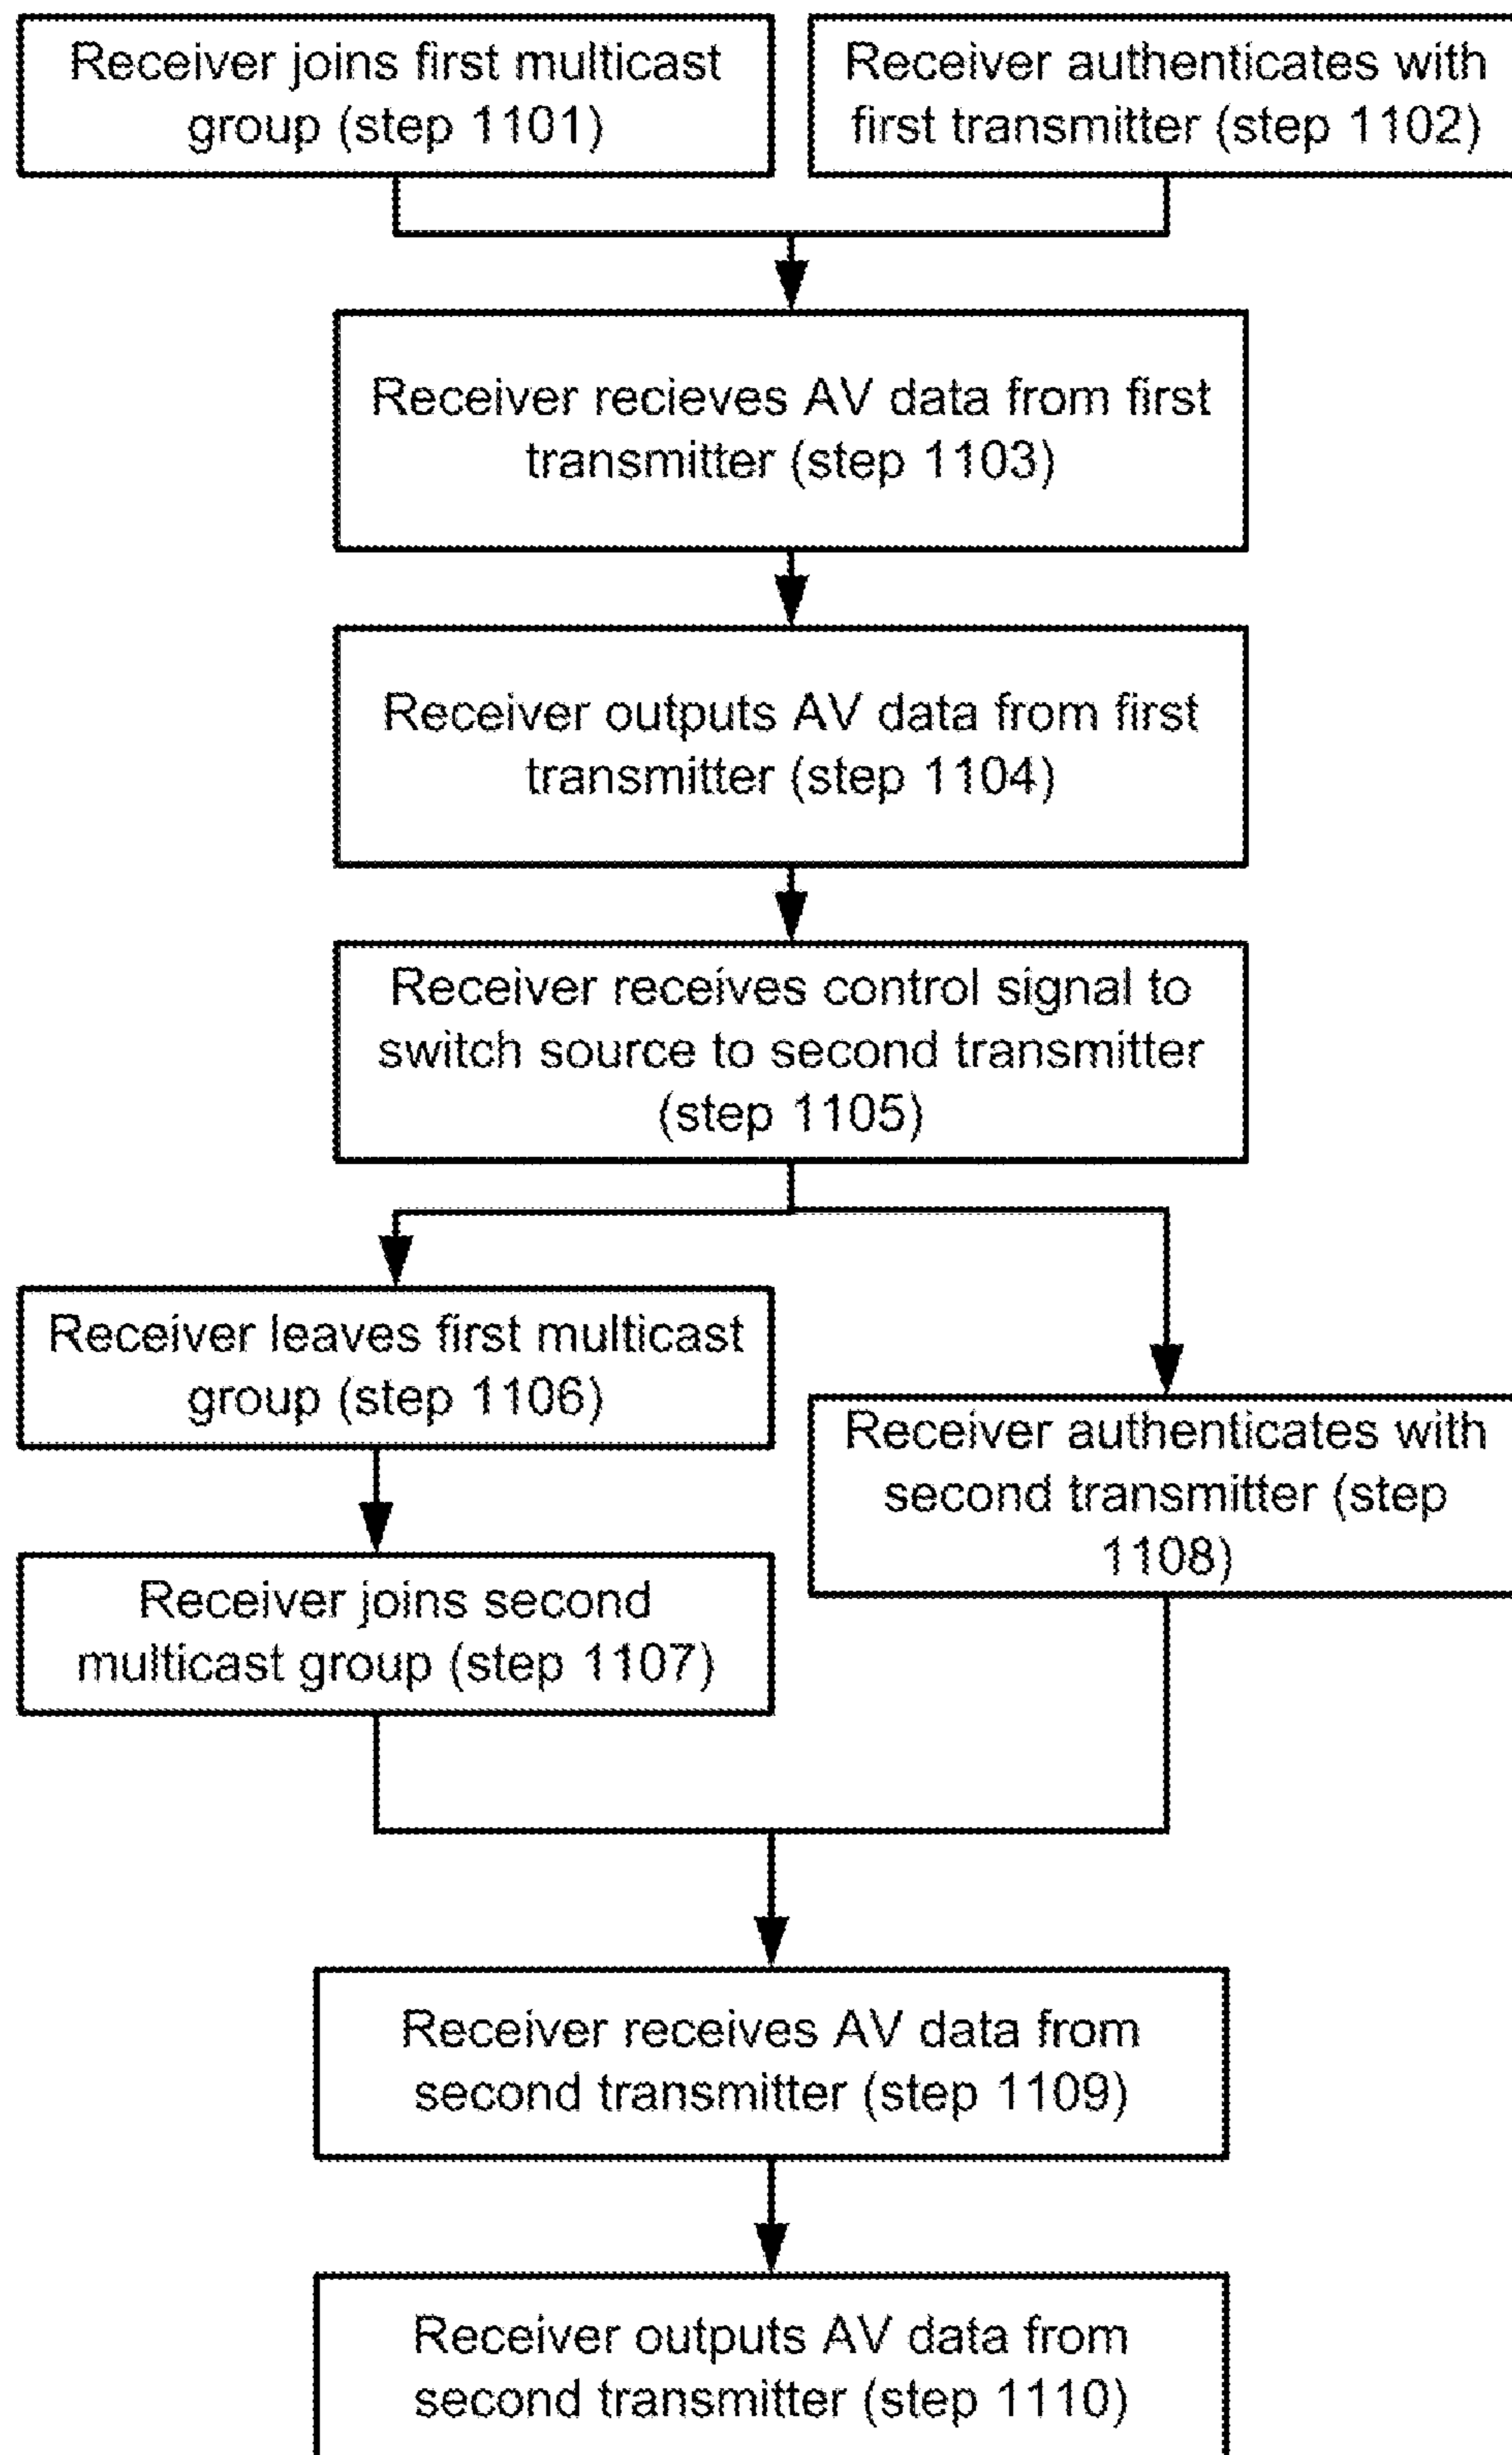 Receiver joins first multicast
group (step 1101)
Receiver authenticates with
first transmitter (step 1102)
Receiver recieves AV data from first
transmitter (step 1103)
Receiver outputs AV data from first
transmitter (step 1104)
Receiver receives control signal to
switch source to second transmitter
(step 1105)
Receiver leaves first multicast
group (step 1106)
Receiver joins second
multicast group (step 1107)
Receiver authenticates with
second transmitter (step
1108)
Receiver receives AV data from
second transmitter (step 1109)
Receiver outputs AV data from
second transmitter (step 1110)